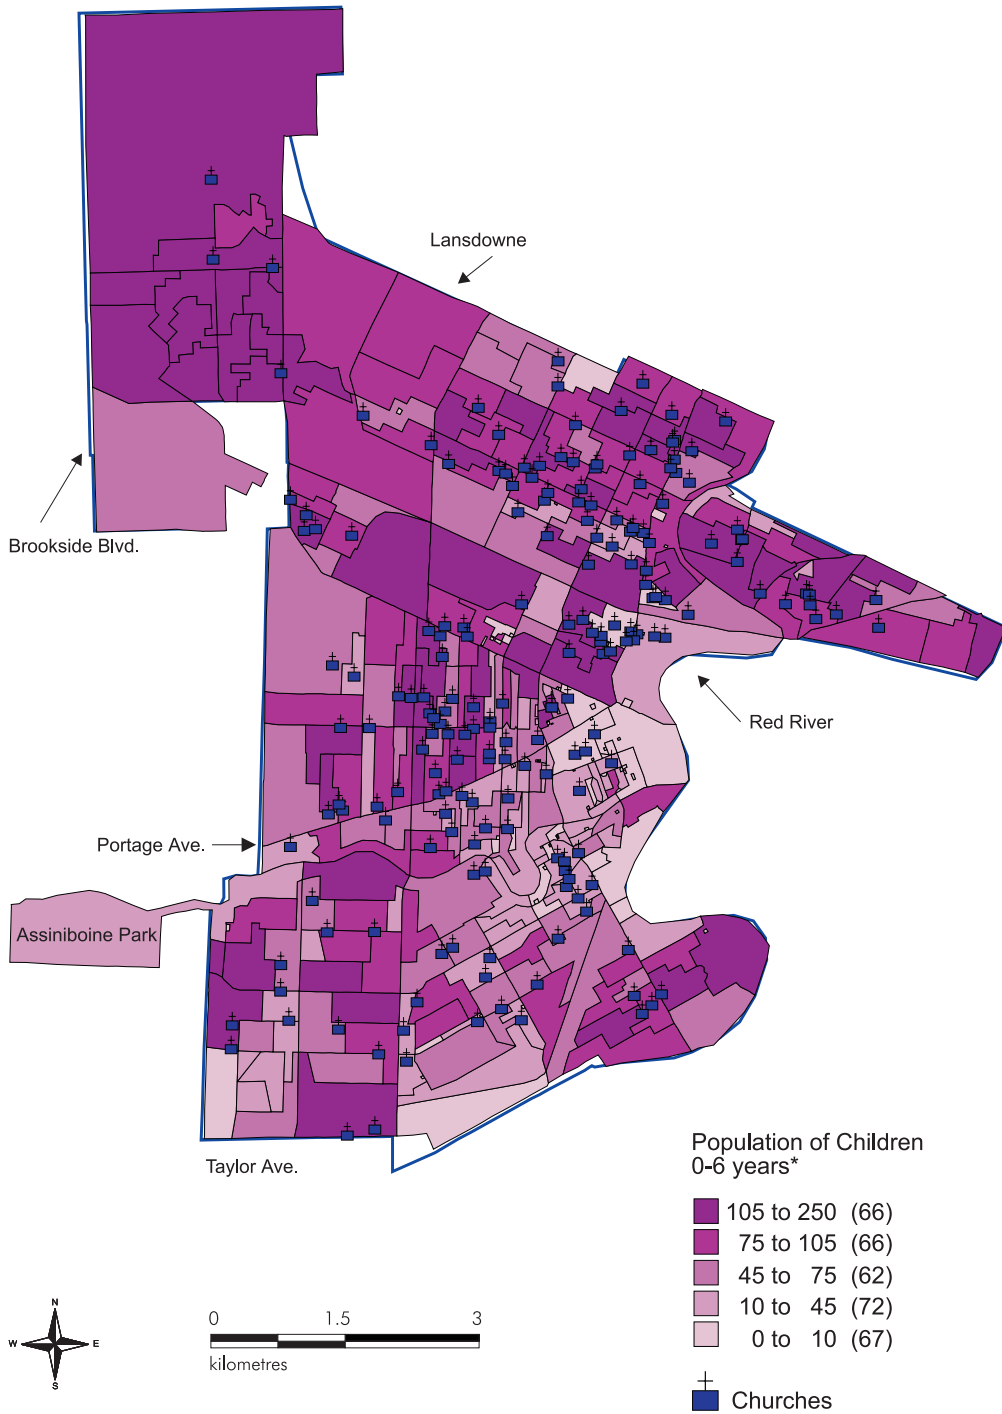 Lansdowne
Brookside Blvd.
Red River
Portage Ave.
Assiniboine Park
Taylor Ave.
Population of Children
0-6 years*
105 to 250 (66)
75 to 105 (66)
45 to 75 (62)
10 to 45 (72)
0 to 10 (67)
Churches
N
W E
S
0 1.5 3
kilometres